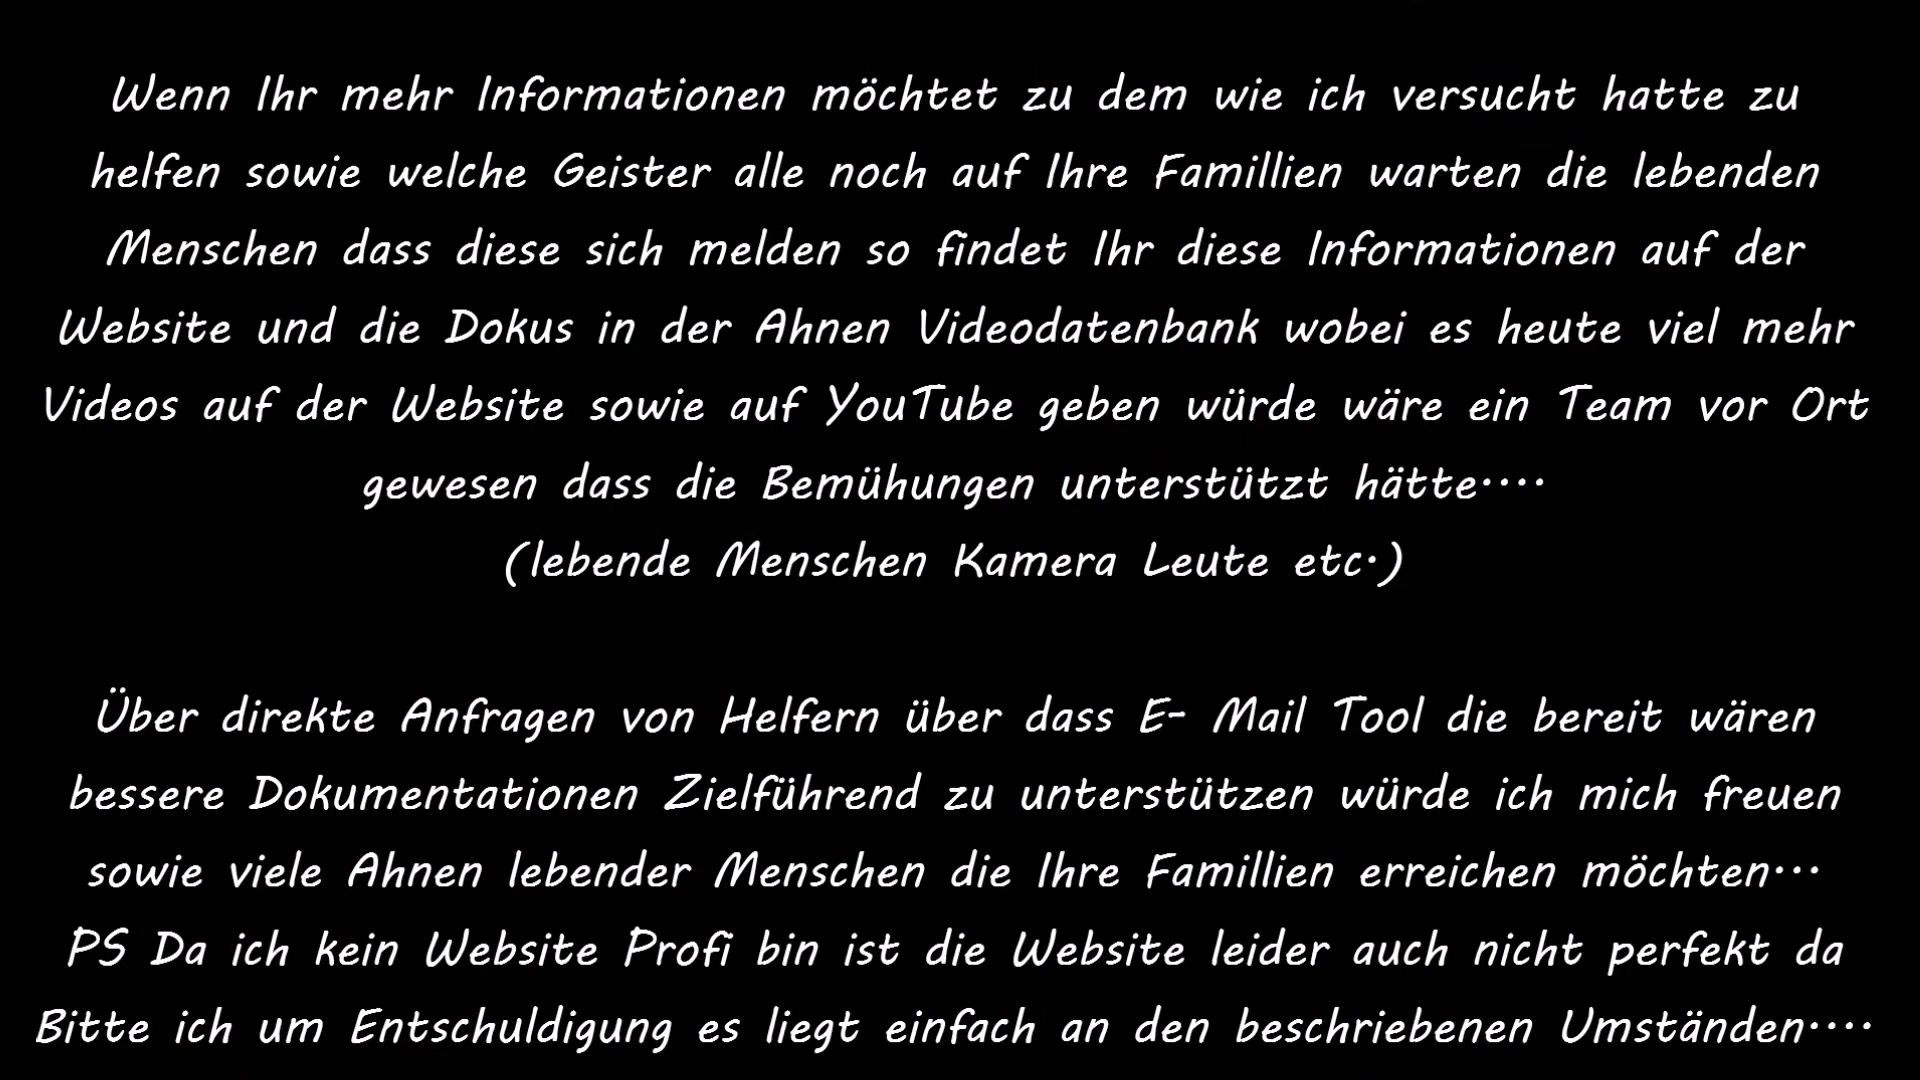 Wenn Ihr mehr Informationen möchtet zu dem wie ich versucht hatte zu
helfen sowie welche Geister alle noch auf Ihre Famillien warten die lebenden
Menschen dass diese sich melden so findet Ihr diese Informationen auf der
Website und die Dokus in der Ahnen Videodatenbank wobei es heute viel mehr
Videos auf der Website sowie auf YouTube geben würde wäre ein Team vor Ort
gewesen dass die Bemühungen unterstützt hätte....
(lebende Menschen Kamera Leute etc.)
Über direkte Anfragen von Helfern über dass E- Mail Tool die bereit wären
bessere Dokumentationen Zielführend zu unterstützen würde ich mich freuen
sowie viele Ahnen lebender Menschen die Ihre Famillien erreichen möchten...
PS Da ich kein Website Profi bin ist die Website leider auch nicht perfekt da
Bitte ich um Entschuldigung es liegt einfach an den beschriebenen Umständen....